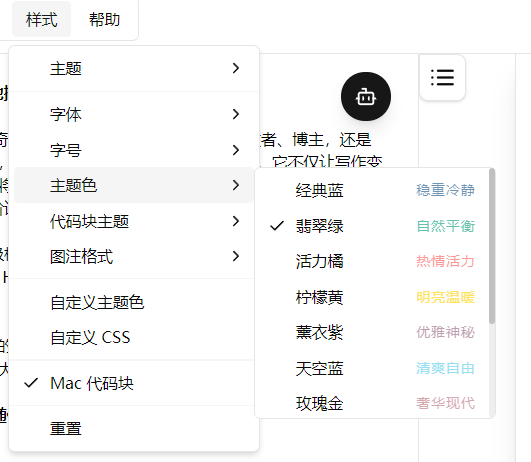 样式 帮助
主题
字体
字号
主题色
代码块主题
图注格式
自定义主题色
自定义 CSS
Mac 代码块
重置
者、博主，还是
它不仅让写作变
经典蓝 稳重冷静
翡翠绿 自然平衡
活力橘 热情活力
柠檬黄 明亮温暖
薰衣紫 优雅神秘
天空蓝 清爽自由
玫瑰金 奢华现代